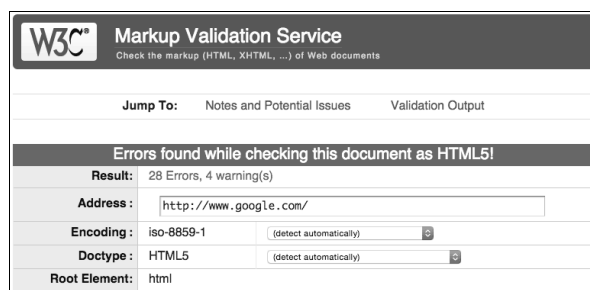 W3C® Markup Validation Service
Check the markup (HTML, XHTML, ...) of Web documents
Jump To: Notes and Potential Issues Validation Output
Errors found while checking this document as HTML5!
Result: 28 Errors, 4 warning(s)
Address : http://www.google.com/
Encoding : iso-8859-1 (detect automatically)
Doctype : HTML5 (detect automatically)
Root Element: html